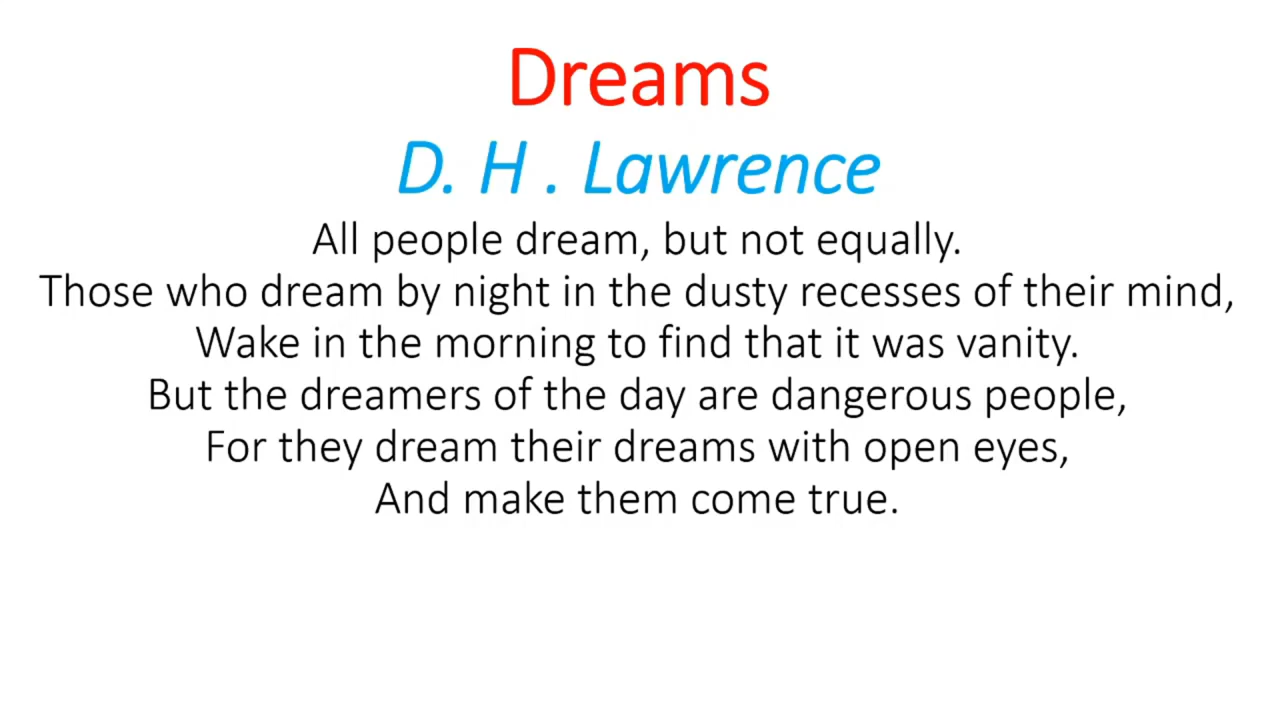 Dreams
D. H . Lawrence
All people dream, but not equally.
Those who dream by night in the dusty recesses of their mind,
Wake in the morning to find that it was vanity.
But the dreamers of the day are dangerous people,
For they dream their dreams with open eyes,
And make them come true.